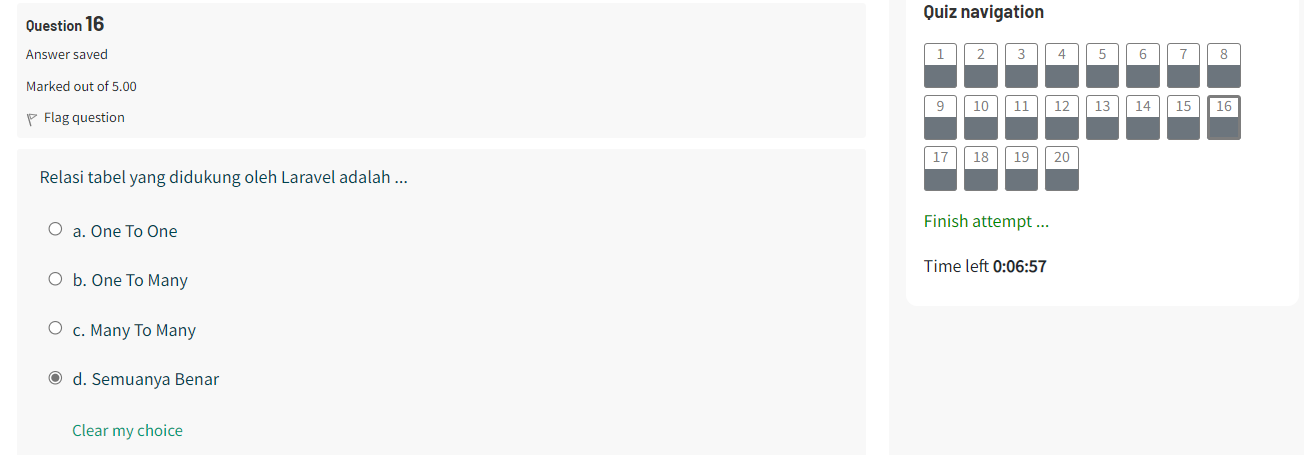 Question 16
Answer saved
Marked out of 5.00
Flag question
Relasi tabel yang didukung oleh Laravel adalah ...
a. One To One
b. One To Many
c. Many To Many
d. Semuanya Benar
Clear my choice
Quiz navigation
1 2 3 4 5 6 7 8
9 10 11 12 13 14 15 16
17 18 19 20
Finish attempt ...
Time left 0:06:57